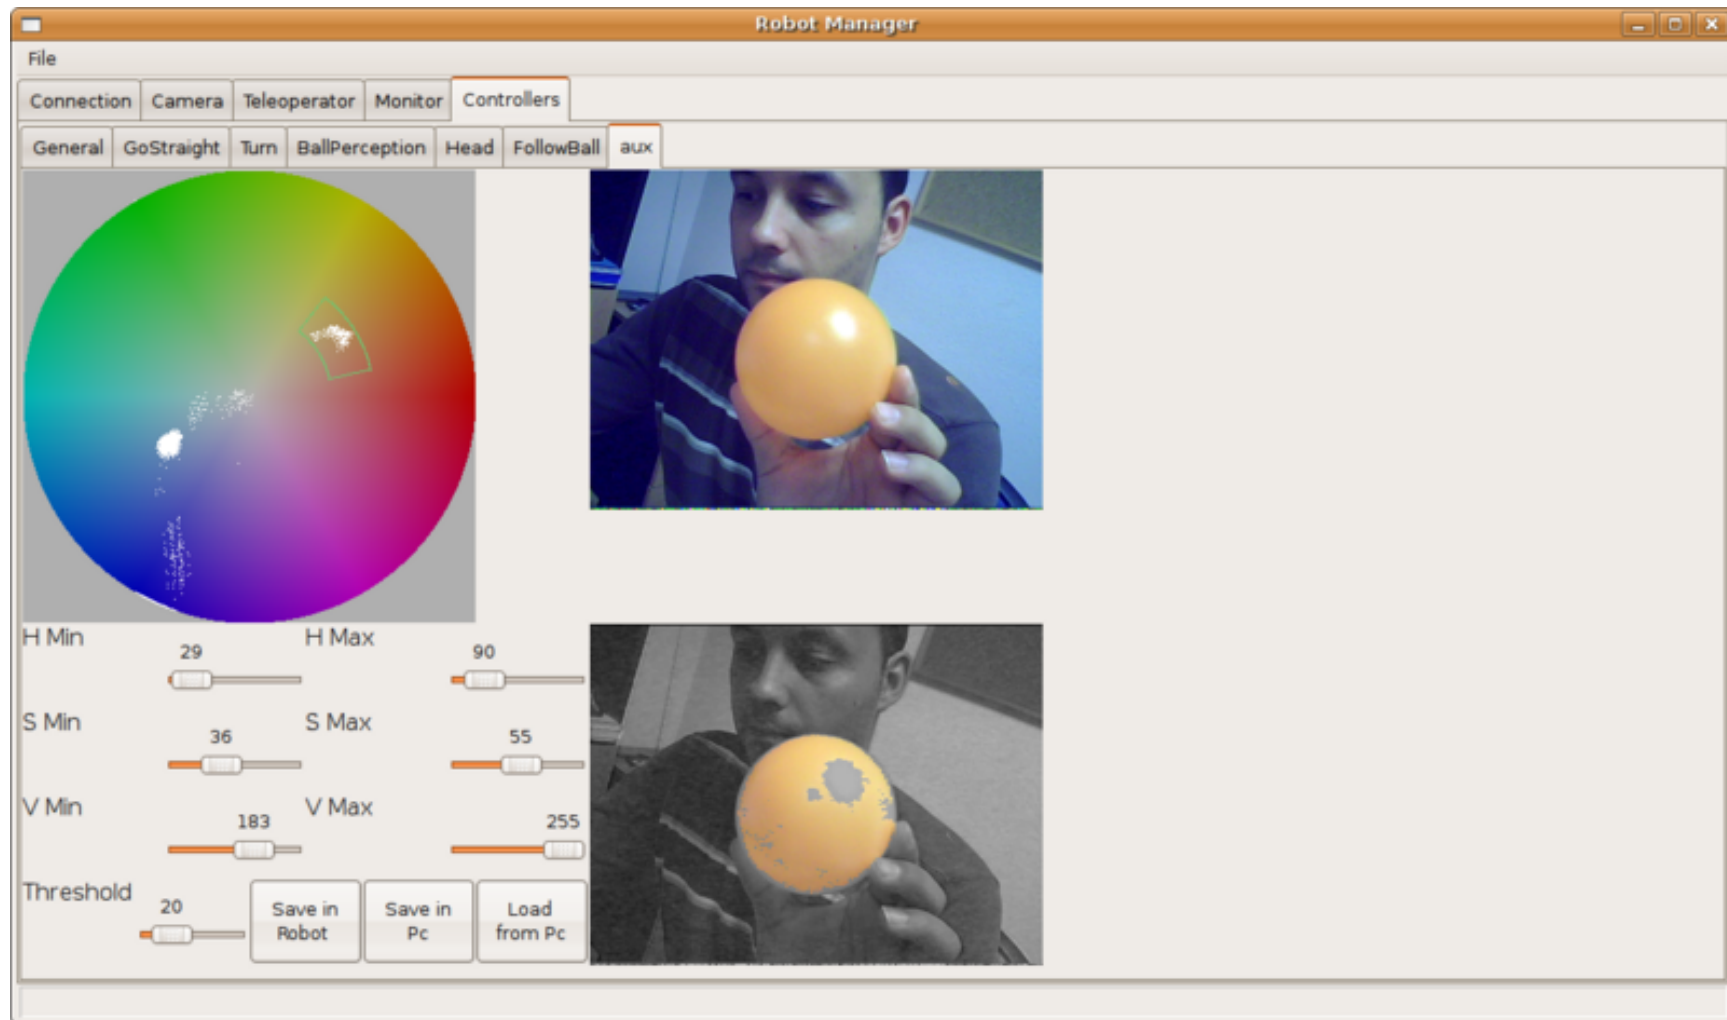 Robot Manager
File
Connection Camera Teleoperator Monitor Controllers
General GoStraight Turn BallPerception Head FollowBall aux
H Min 29 H Max 90
S Min 36 S Max 55
V Min 183 V Max 255
Threshold 20
Save in
Robot
Save in
Pc
Load
from Pc